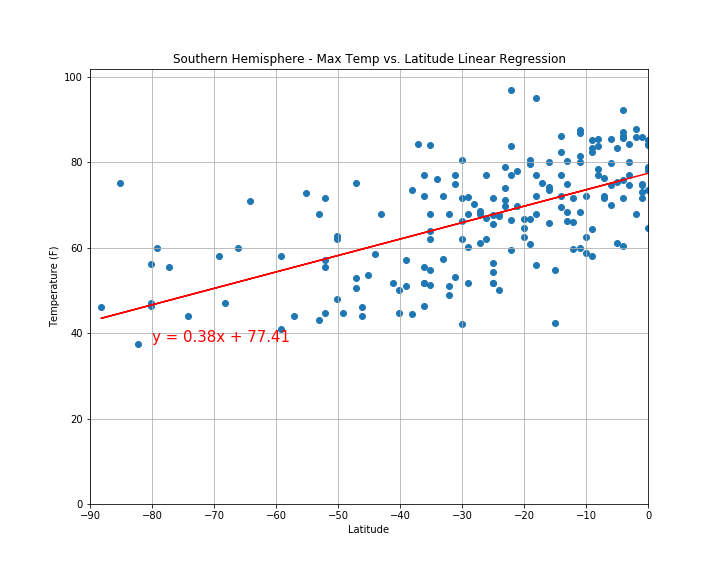 Southern Hemisphere - Max Temp vs. Latitude Linear Regression
100
80
60
40
20
0
Temperature (F)
y = 0.38x + 77.41
−90 −80 −70 −60 −50 −40 −30 −20 −10 0
Latitude